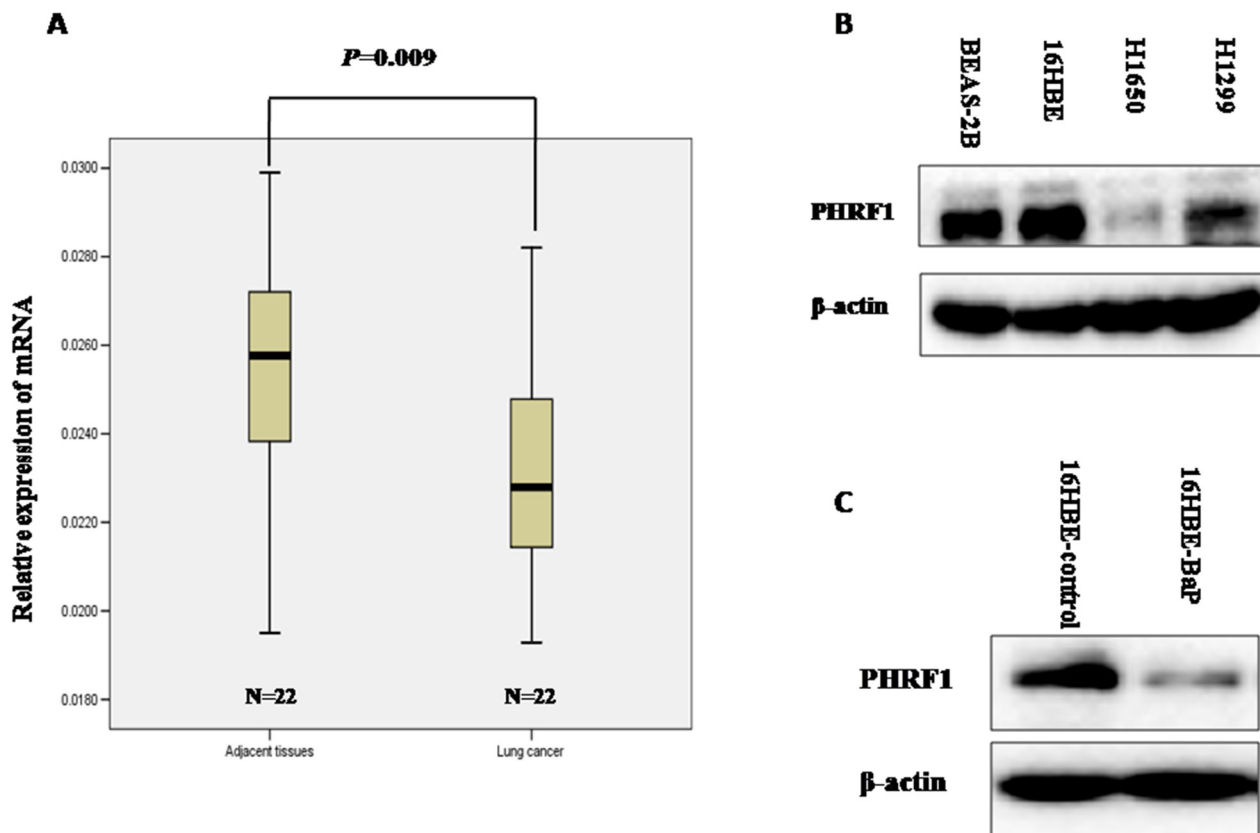 A
P=0.009
Relative expression of mRNA
0.0300
0.0280
0.0260
0.0240
0.0220
0.0200
0.0180
N=22
N=22
Adjacent tissues
Lung cancer
B
BEAS-2B
16HBE
H1650
H1299
PHRF1
β-actin
C
16HBE-control
16HBE-BaP
PHRF1
β-actin